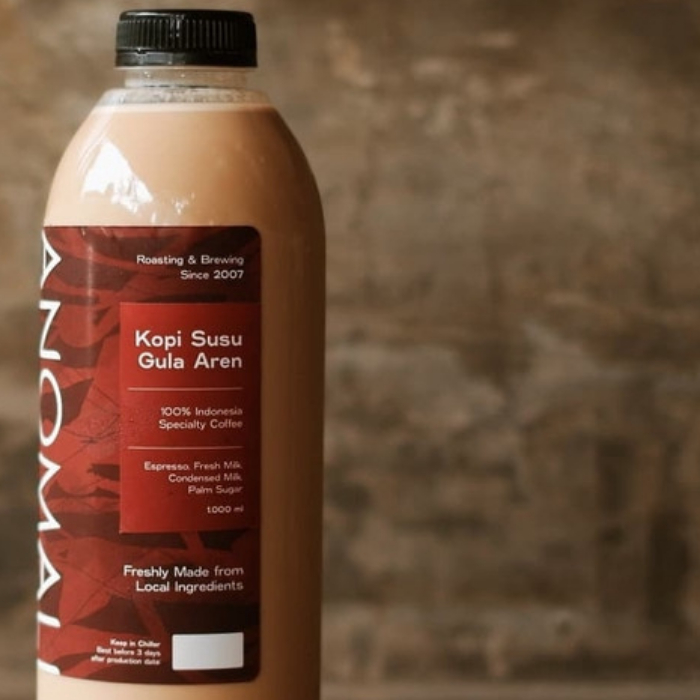 ANOMALI
Roasting & Brewing
Since 2007
Kopi Susu
Gula Aren
100% Indonesia
Specialty Coffee
Espresso, Fresh Milk,
Condensed Milk,
Palm Sugar
1.000 ml
Freshly Made from
Local Ingredients
Keep in Chiller
Best before 3 days
after production date